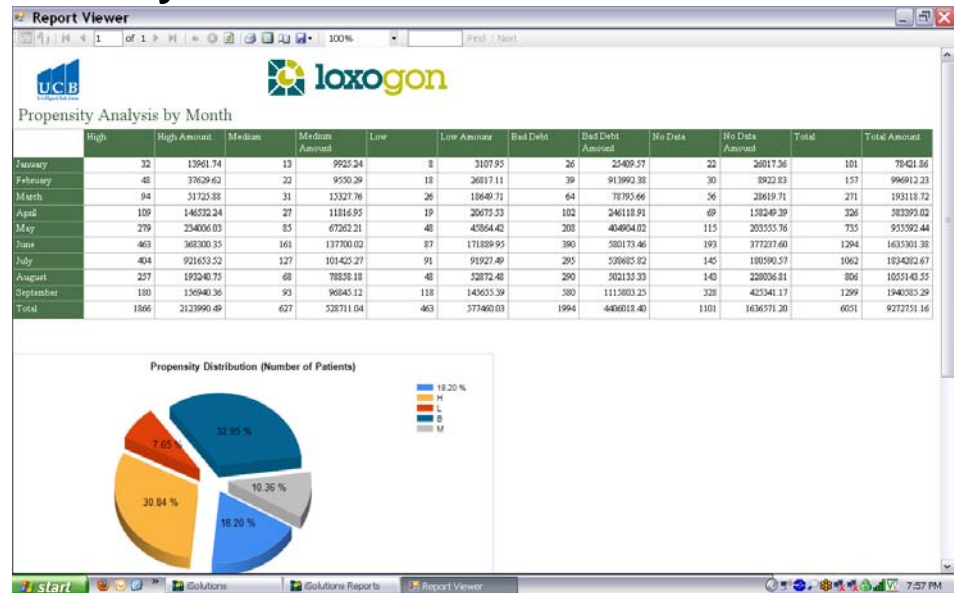 Report Viewer
1 of 1 100% Find | Next
UCB
loxogon
Propensity Analysis by Month
High High Amount Medium Medium Amount Low Low Amount Bad Debt Bad Debt Amount No Data No Data Amount Total Total Amount
January 32 13961.74 13 9925.24 8 3107.95 26 25409.57 22 26017.36 101 78421.86
February 48 37629.62 22 9550.29 18 26817.11 39 913992.38 30 8922.83 157 996912.23
March 94 51725.88 31 15327.76 26 18649.71 64 78795.66 56 28619.71 271 193118.72
April 109 146532.24 27 11816.95 19 20675.53 102 246118.91 69 158249.39 326 583393.02
May 279 234006.03 85 67262.21 48 45864.42 208 404904.02 115 203555.76 735 955592.44
June 463 368300.35 161 137700.02 87 171889.95 390 580173.46 193 377237.60 1294 1635301.38
July 404 921653.52 127 101425.27 91 91927.49 295 538685.82 145 180590.57 1062 1834282.67
August 257 193240.75 68 78858.18 48 52872.48 290 502135.33 143 228036.81 806 1055143.55
September 180 156940.36 93 96845.12 118 145655.39 580 1115803.25 328 425341.17 1299 1940585.29
Total 1866 2123990.49 627 528711.04 463 577460.03 1994 4406018.40 1101 1636571.20 6051 9272751.16
Propensity Distribution (Number of Patients)
18.20 %
H
L
B
M
32.95 %
7.65 %
10.36 %
30.84 %
18.20 %
start iSolutions iSolutions Reports Report Viewer 7:57 PM